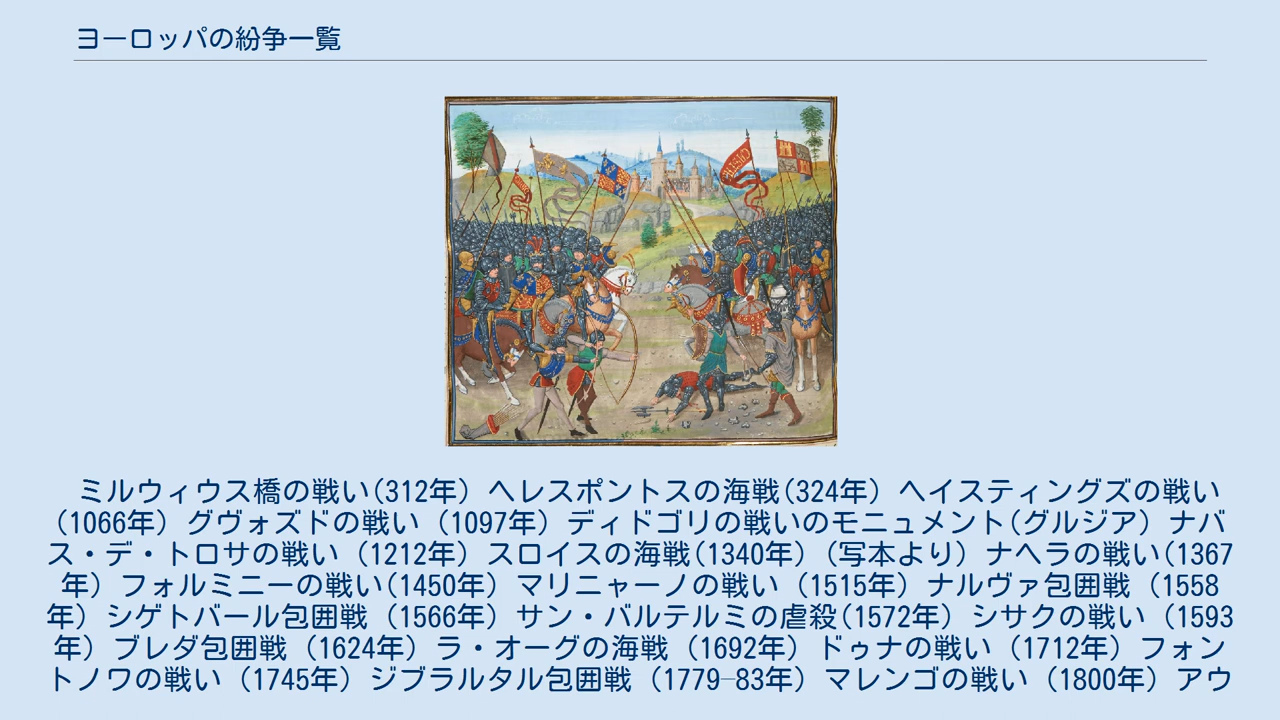 ヨーロッパの紛争一覧
ミルウィウス橋の戦い(312年) ヘレスポントスの海戦(324年) ヘイスティングズの戦い
(1066年) グヴォズドの戦い (1097年) ディドゴリの戦いのモニュメント(グルジア) ナバ
ス・デ・トロサの戦い (1212年) スロイスの海戦(1340年) (写本より) ナヘラの戦い(1367
年) フォルミニーの戦い(1450年) マリニャーノの戦い (1515年) ナルヴァ包囲戦 (1558
年) シゲトバール包囲戦 (1566年) サン・バルテルミの虐殺(1572年) シサクの戦い (1593
年) ブレダ包囲戦 (1624年) ラ・オーグの海戦 (1692年) ドゥナの戦い (1712年) フォン
トノワの戦い (1745年) ジブラルタル包囲戦 (1779–83年) マレンゴの戦い (1800年) アウ